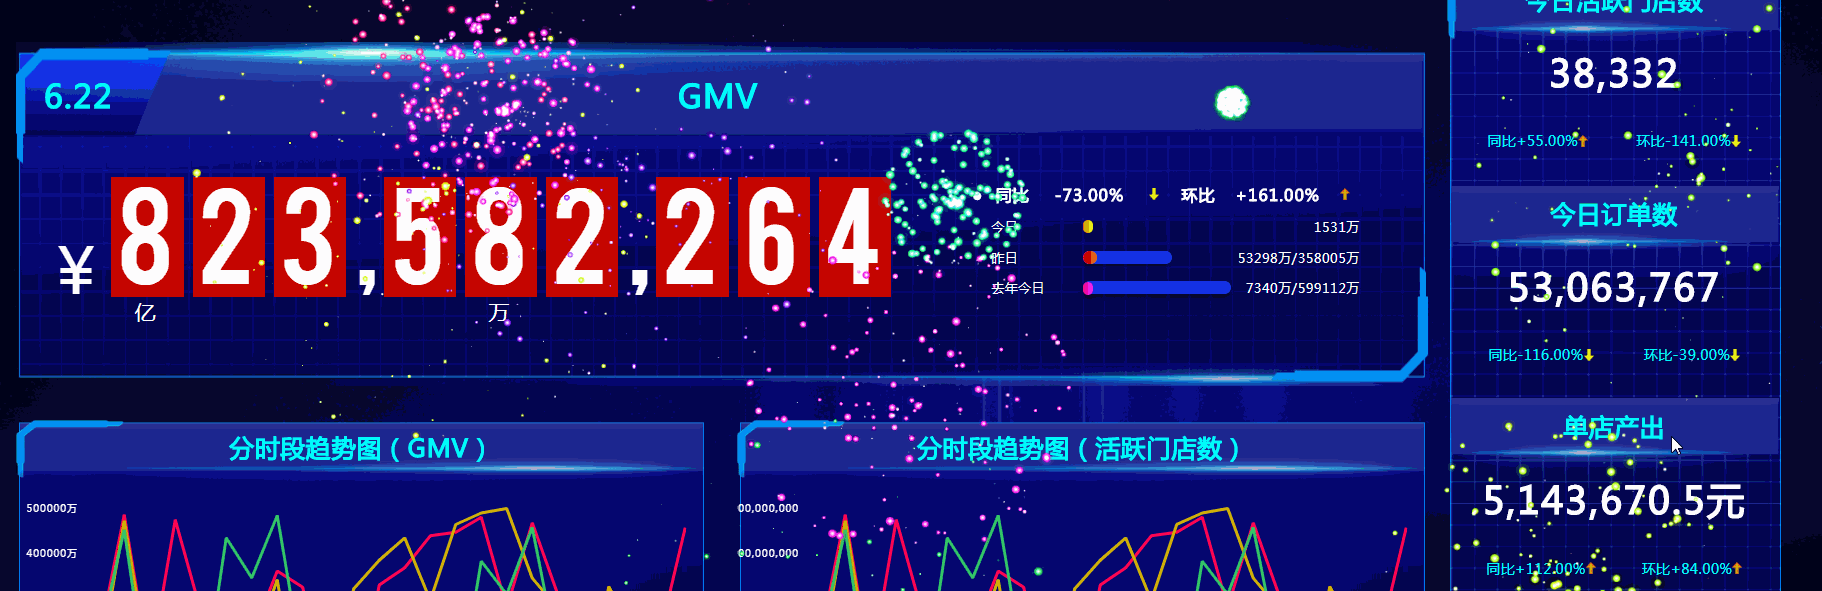 今日活跃门店数
38,332
同比+55.00% 环比-141.00%
6.22
GMV
¥ 823,582,264
亿 万
同比 -73.00% 环比 +161.00%
今日 1531万
昨日 53298万/358005万
去年今日 7340万/599112万
今日订单数
53,063,767
同比-116.00% 环比-39.00%
单店产出
5,143,670.5元
同比+112.00% 环比+84.00%
分时段趋势图（GMV）
500000万
400000万
分时段趋势图（活跃门店数）
00,000,000
00,000,000